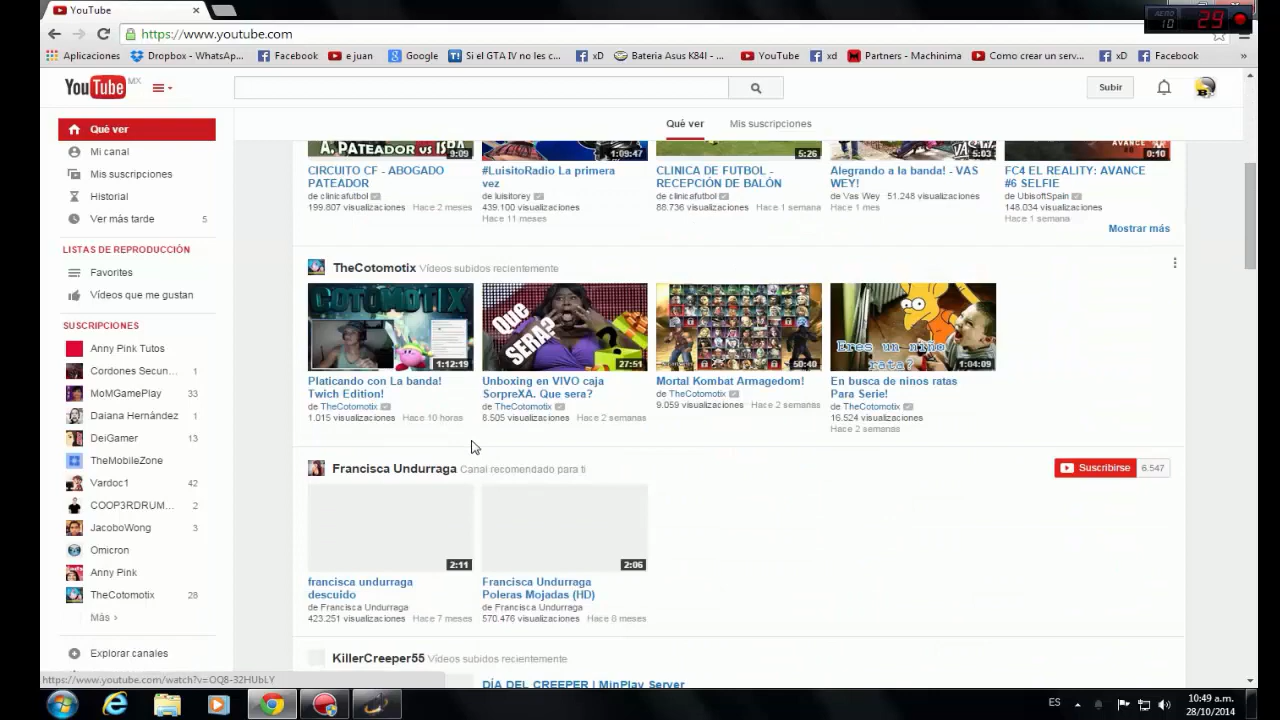 YouTube
AERO
10
29
https://www.youtube.com
Aplicaciones
Dropbox - WhatsAp...
Facebook
e juan
Google
Si el GTA IV no les c...
xD
Bateria Asus K84I - ...
YouTube
xd
Partners - Machinima
Como crear un serv...
xD
Facebook
»
YouTube MX
Subir
Qué ver
Mis suscripciones
Qué ver
Mi canal
Mis suscripciones
Historial
Ver más tarde 5
LISTAS DE REPRODUCCIÓN
Favorites
Vídeos que me gustan
SUSCRIPCIONES
Anny Pink Tutos
Cordones Secun... 1
MoMGamePlay 33
Daiana Hernández 1
DeiGamer 13
TheMobileZone
Vardoc1 42
COOP3RDRUM... 2
JacoboWong 3
Omicron
Anny Pink
TheCotomotix 28
Más ›
Explorar canales
A. PATEADOR vs ISRA
9:09
CIRCUITO CF - ABOGADO
PATEADOR
de clinicafutbol
199.807 visualizaciones Hace 2 meses
1:09:47
#LuisitoRadio La primera
vez
de luisitorey
439.100 visualizaciones
Hace 11 meses
5:26
CLINICA DE FUTBOL -
RECEPCIÓN DE BALÓN
de clinicafutbol
88.736 visualizaciones Hace 1 semana
5:03
Alegrando a la banda! - VAS
WEY!
de Vas Wey 51.248 visualizaciones
Hace 1 mes
AVANCE
0:10
FC4 EL REALITY: AVANCE
#6 SELFIE
de UbisoftSpain
148.034 visualizaciones
Hace 1 semana
Mostrar más
TheCotomotix Vídeos subidos recientemente
COTOMOTIX
1:12:19
Platicando con La banda!
Twich Edition!
de TheCotomotix
1.015 visualizaciones Hace 10 horas
Que
SERIA?
27:51
Unboxing en VIVO caja
SorpreXA. Que sera?
de TheCotomotix
8.505 visualizaciones Hace 2 semanas
50:40
Mortal Kombat Armagedom!
de TheCotomotix
9.059 visualizaciones Hace 2 semanas
Eres un niño
rata?
1:04:09
En busca de ninos ratas
Para Serie!
de TheCotomotix
16.524 visualizaciones
Hace 2 semanas
Francisca Undurraga Canal recomendado para ti
Suscribirse 6.547
2:11
francisca undurraga
descuido
de Francisca Undurraga
423.251 visualizaciones Hace 7 meses
2:06
Francisca Undurraga
Poleras Mojadas (HD)
de Francisca Undurraga
570.476 visualizaciones Hace 8 meses
KillerCreeper55 Vídeos subidos recientemente
DÍA DEL CREEPER | MinPlay Server
https://www.youtube.com/watch?v=OQ8-32HUbLY
ES
10:49 a.m.
28/10/2014